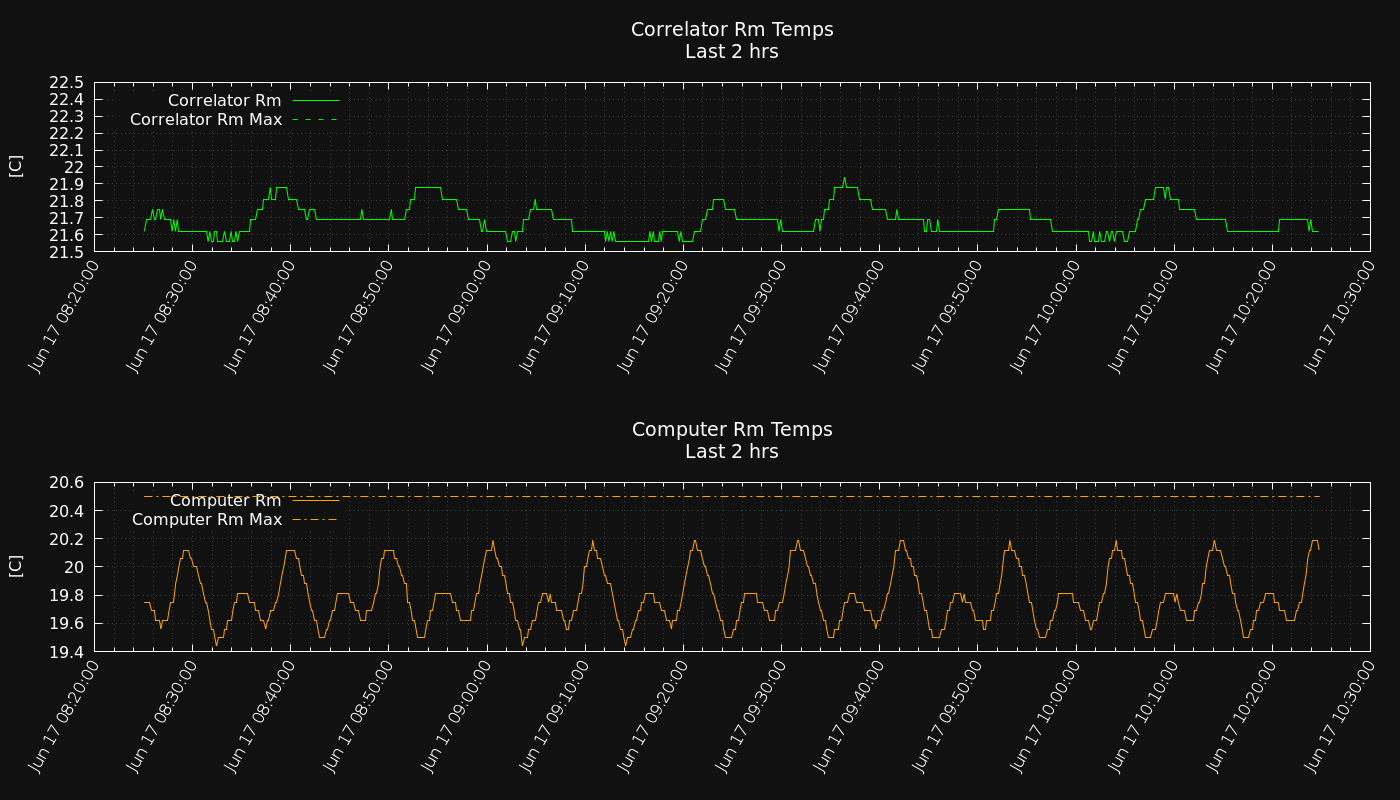 Correlator Rm Temps
Last 2 hrs
22.5
22.4
22.3
22.2
22.1
22
21.9
21.8
21.7
21.6
21.5
[C]
Correlator Rm
Correlator Rm Max
Jun 17 08:20:00
Jun 17 08:30:00
Jun 17 08:40:00
Jun 17 08:50:00
Jun 17 09:00:00
Jun 17 09:10:00
Jun 17 09:20:00
Jun 17 09:30:00
Jun 17 09:40:00
Jun 17 09:50:00
Jun 17 10:00:00
Jun 17 10:10:00
Jun 17 10:20:00
Jun 17 10:30:00
Computer Rm Temps
Last 2 hrs
20.6
20.4
20.2
20
19.8
19.6
19.4
[C]
Computer Rm
Computer Rm Max
Jun 17 08:20:00
Jun 17 08:30:00
Jun 17 08:40:00
Jun 17 08:50:00
Jun 17 09:00:00
Jun 17 09:10:00
Jun 17 09:20:00
Jun 17 09:30:00
Jun 17 09:40:00
Jun 17 09:50:00
Jun 17 10:00:00
Jun 17 10:10:00
Jun 17 10:20:00
Jun 17 10:30:00